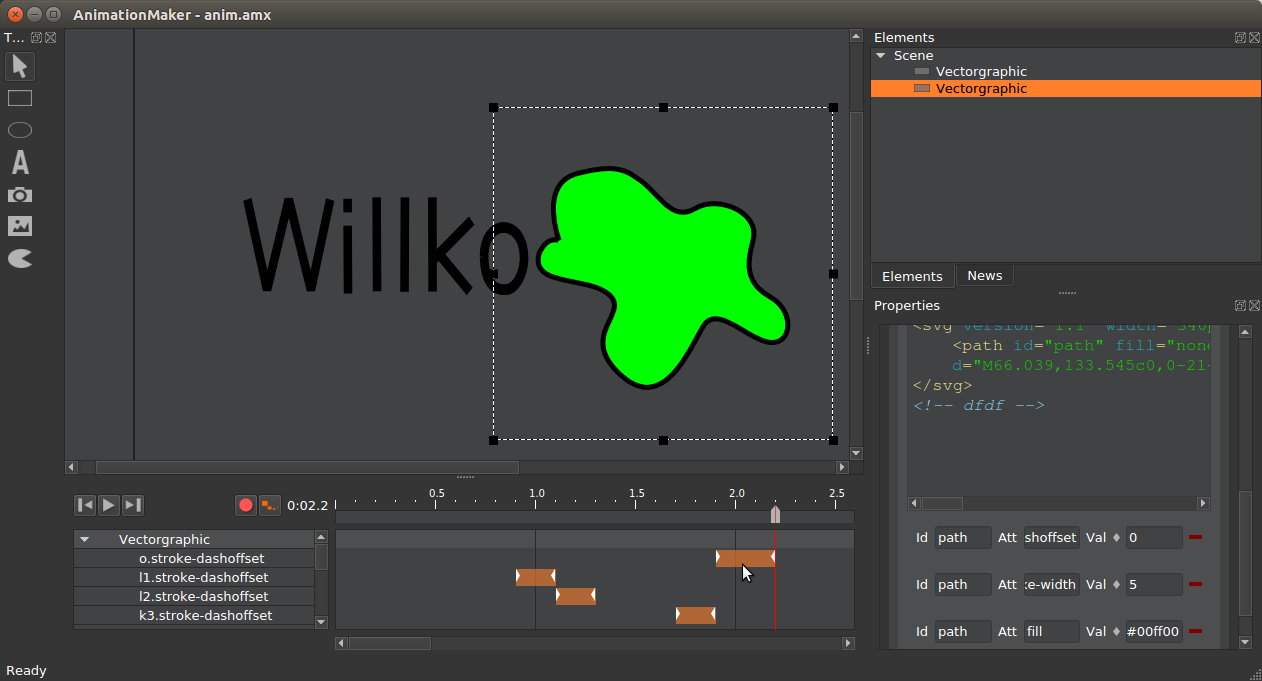 AnimationMaker - anim.amx
T...
A
Willko
Elements
Scene
Vectorgraphic
Vectorgraphic
Elements News
Properties
<svg version="1.1" width="340
<path id="path" fill="none
d="M66.039,133.545c0,0-21-
</svg>
<!-- dfdf -->
Id path Att shoffset Val 0
Id path Att ke-width Val 5
Id path Att fill Val #00ff00
0:02.2
0.5 1.0 1.5 2.0 2.5
Vectorgraphic
o.stroke-dashoffset
l1.stroke-dashoffset
l2.stroke-dashoffset
k3.stroke-dashoffset
Ready